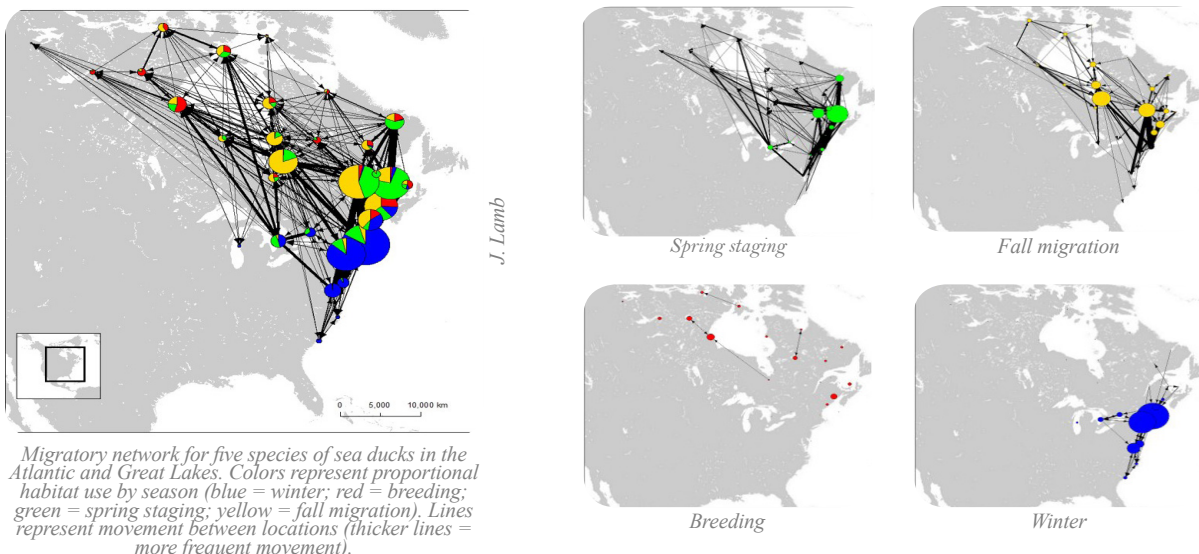 0 5,000 10,000 km
Migratory network for five species of sea ducks in the
Atlantic and Great Lakes. Colors represent proportional
habitat use by season (blue = winter; red = breeding;
green = spring staging; yellow = fall migration). Lines
represent movement between locations (thicker lines =
more frequent movement).
J. Lamb
Spring staging
Fall migration
Breeding
Winter